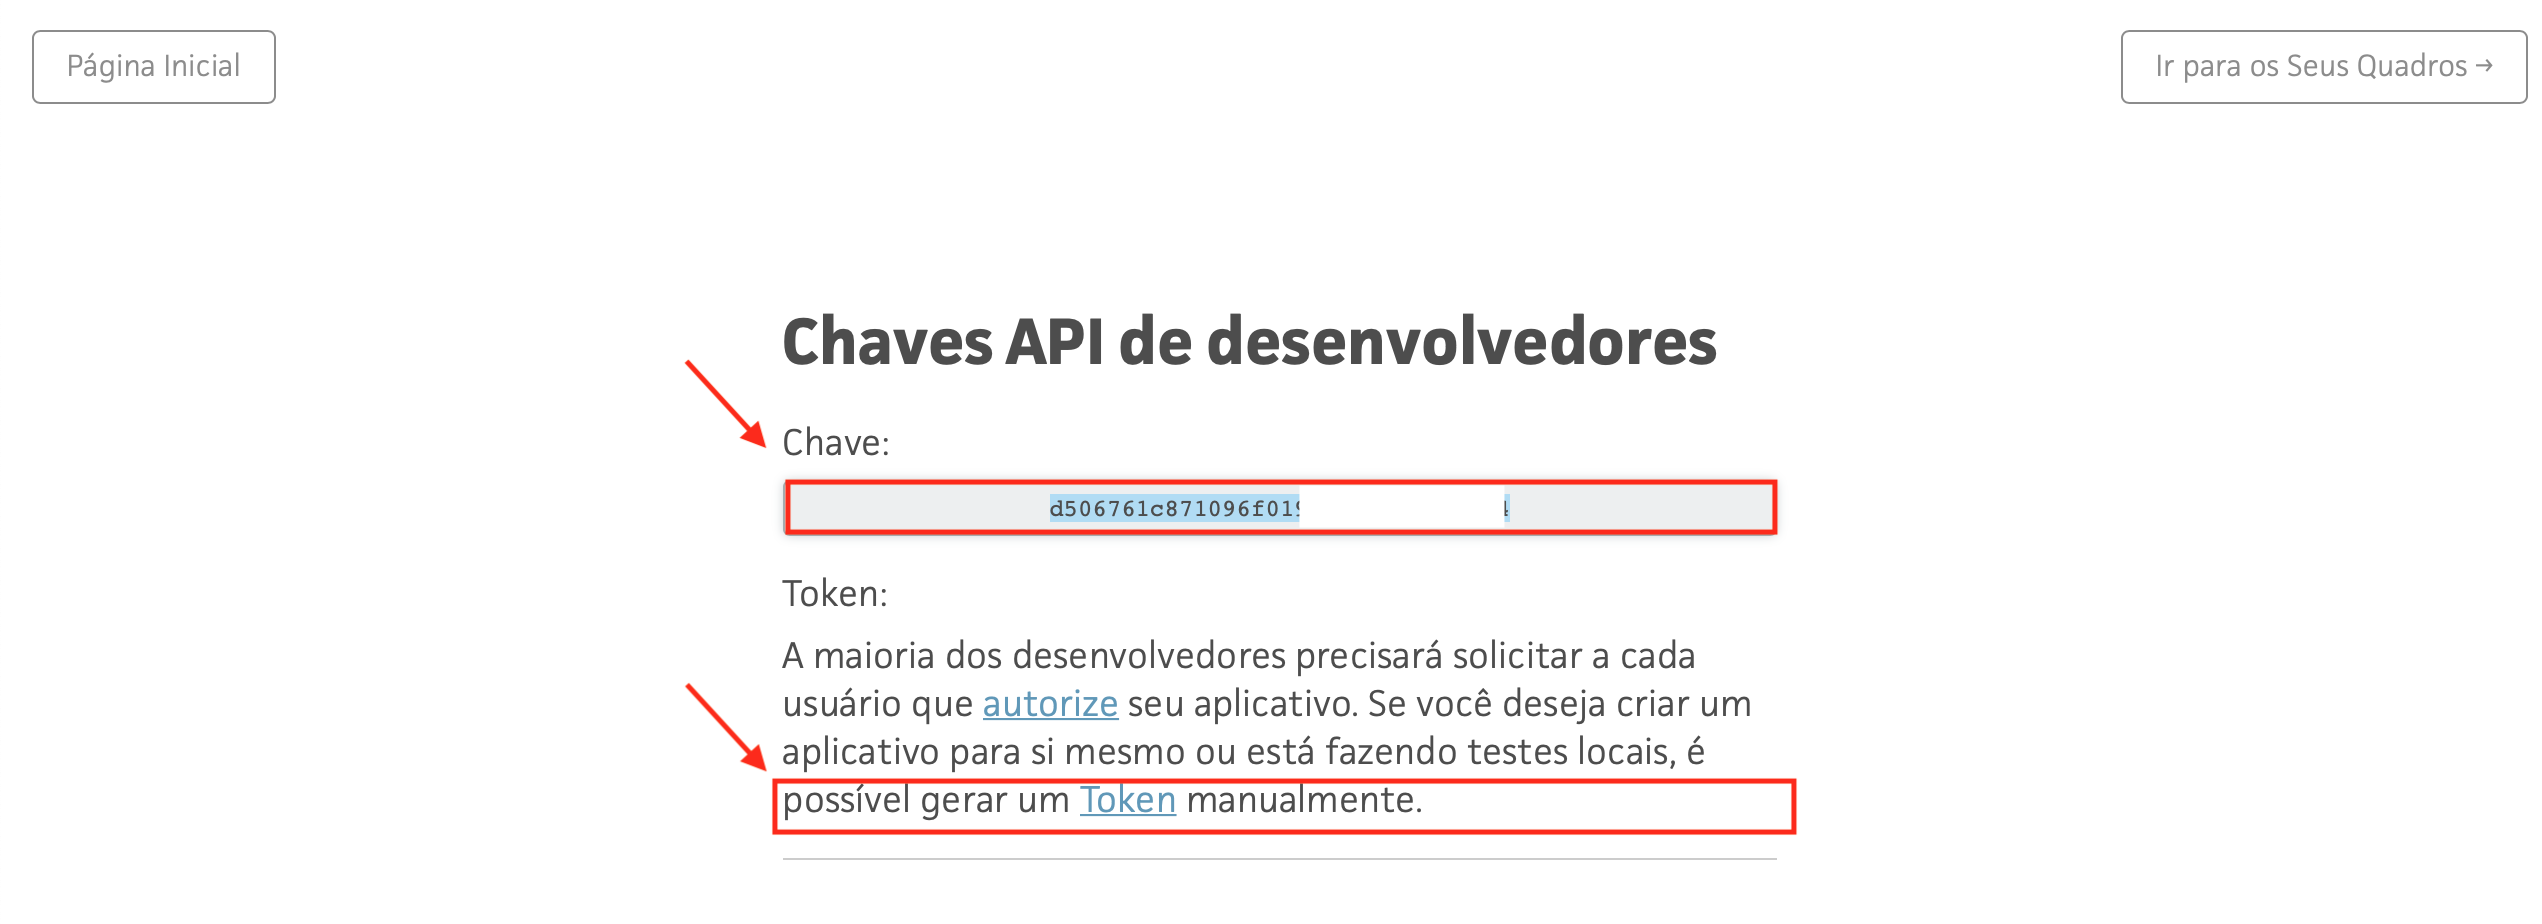 Página Inicial
Ir para os Seus Quadros →
Chaves API de desenvolvedores
Chave:
d506761c871096f019 4
Token:
A maioria dos desenvolvedores precisará solicitar a cada
usuário que autorize seu aplicativo. Se você deseja criar um
aplicativo para si mesmo ou está fazendo testes locais, é
possível gerar um Token manualmente.